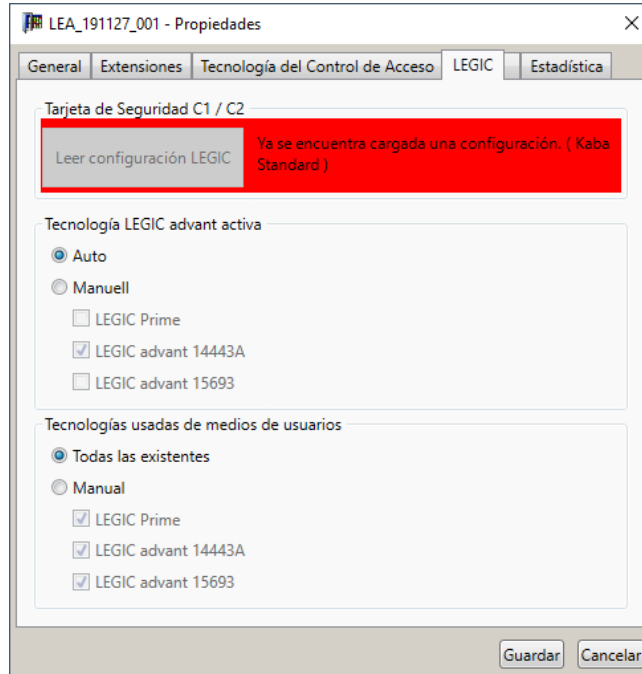 LEA_191127_001 - Propiedades
General Extensiones Tecnología del Control de Acceso LEGIC Estadística
Tarjeta de Seguridad C1 / C2
Leer configuración LEGIC
Ya se encuentra cargada una configuración. ( Kaba
Standard )
Tecnología LEGIC advant activa
Auto
Manuell
LEGIC Prime
LEGIC advant 14443A
LEGIC advant 15693
Tecnologías usadas de medios de usuarios
Todas las existentes
Manual
LEGIC Prime
LEGIC advant 14443A
LEGIC advant 15693
Guardar Cancelar